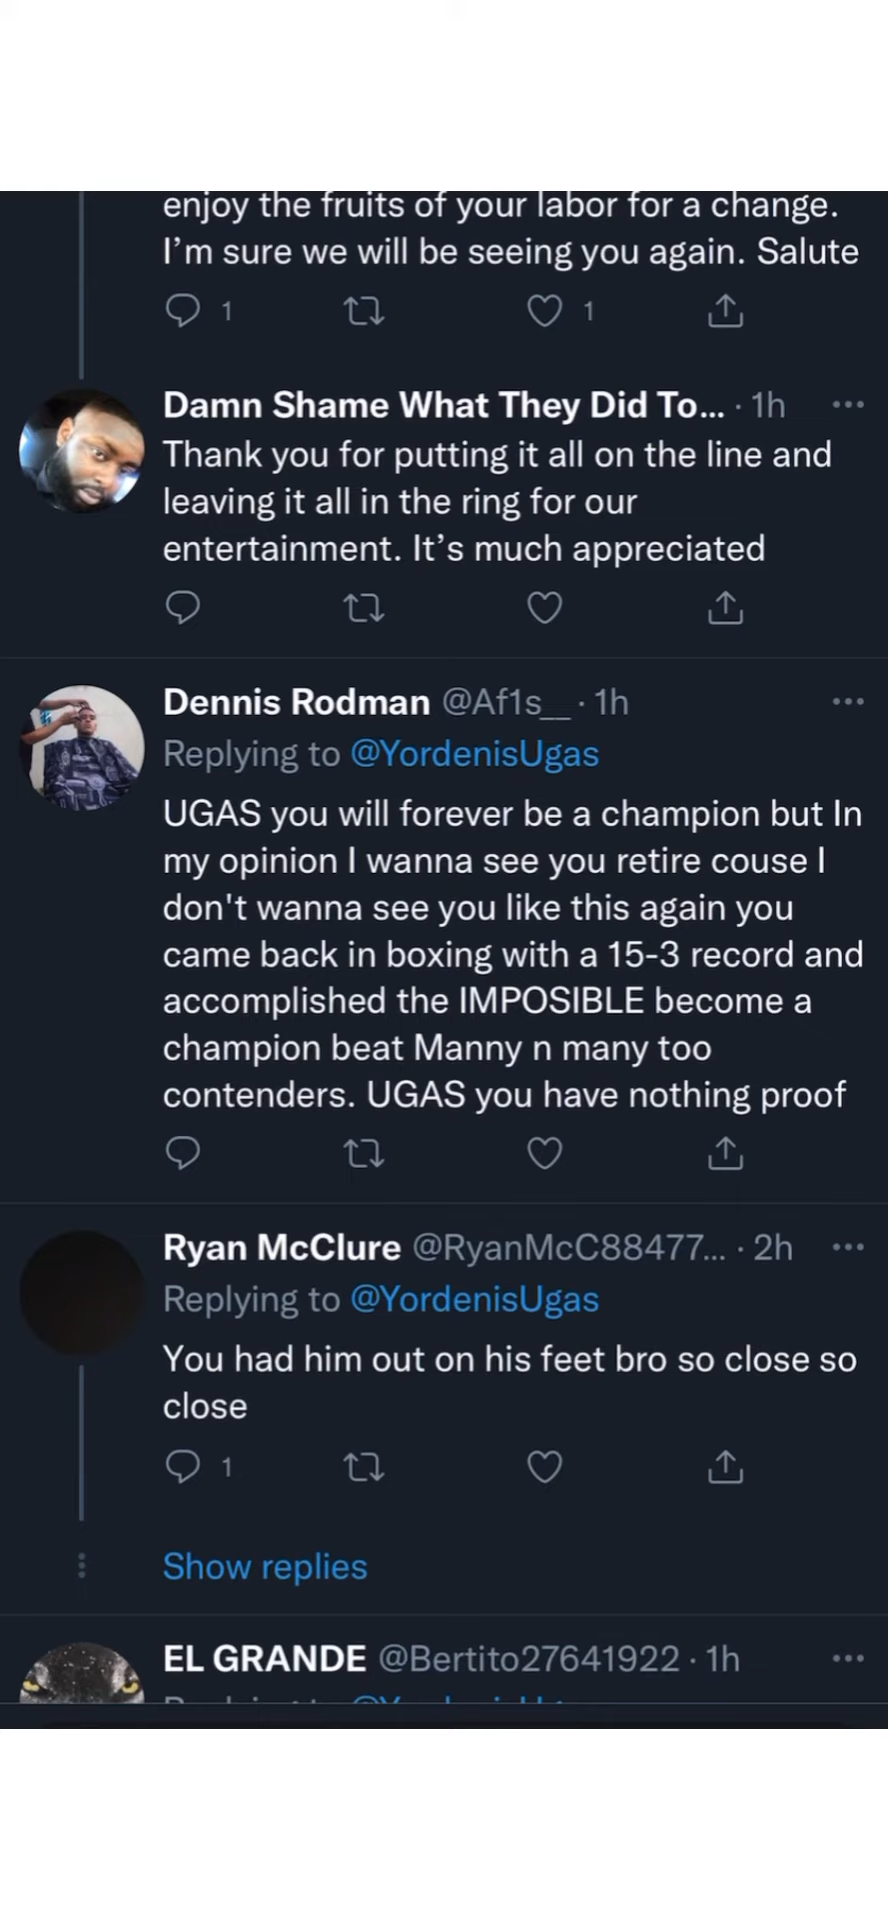 enjoy the fruits of your labor for a change.
I’m sure we will be seeing you again. Salute
1
1
Damn Shame What They Did To... · 1h
Thank you for putting it all on the line and
leaving it all in the ring for our
entertainment. It’s much appreciated
Dennis Rodman @Af1s__ · 1h
Replying to @YordenisUgas
UGAS you will forever be a champion but In
my opinion I wanna see you retire couse I
don't wanna see you like this again you
came back in boxing with a 15-3 record and
accomplished the IMPOSIBLE become a
champion beat Manny n many too
contenders. UGAS you have nothing proof
Ryan McClure @RyanMcC88477... · 2h
Replying to @YordenisUgas
You had him out on his feet bro so close so
close
1
Show replies
EL GRANDE @Bertito27641922 · 1h